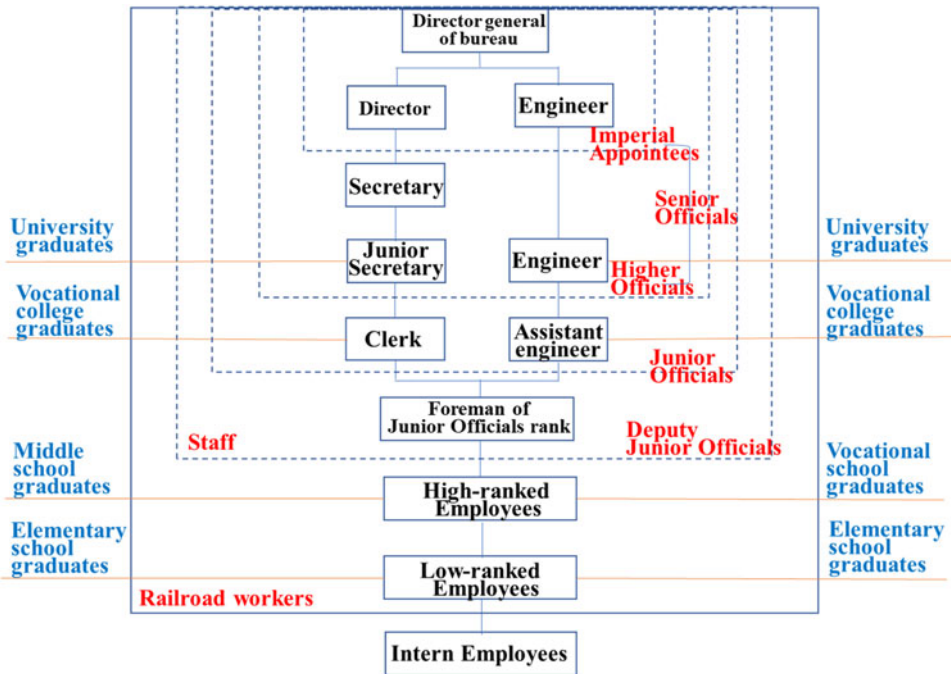 Director general
of bureau
Director
Engineer
Imperial
Appointees
Secretary
Senior
Officials
University
graduates
Junior
Secretary
Engineer
Higher
Officials
University
graduates
Vocational
college
graduates
Clerk
Assistant
engineer
Vocational
college
graduates
Junior
Officials
Foreman of
Junior Officials rank
Staff
Deputy
Junior Officials
Middle
school
graduates
High-ranked
Employees
Vocational
school
graduates
Elementary
school
graduates
Low-ranked
Employees
Elementary
school
graduates
Railroad workers
Intern Employees